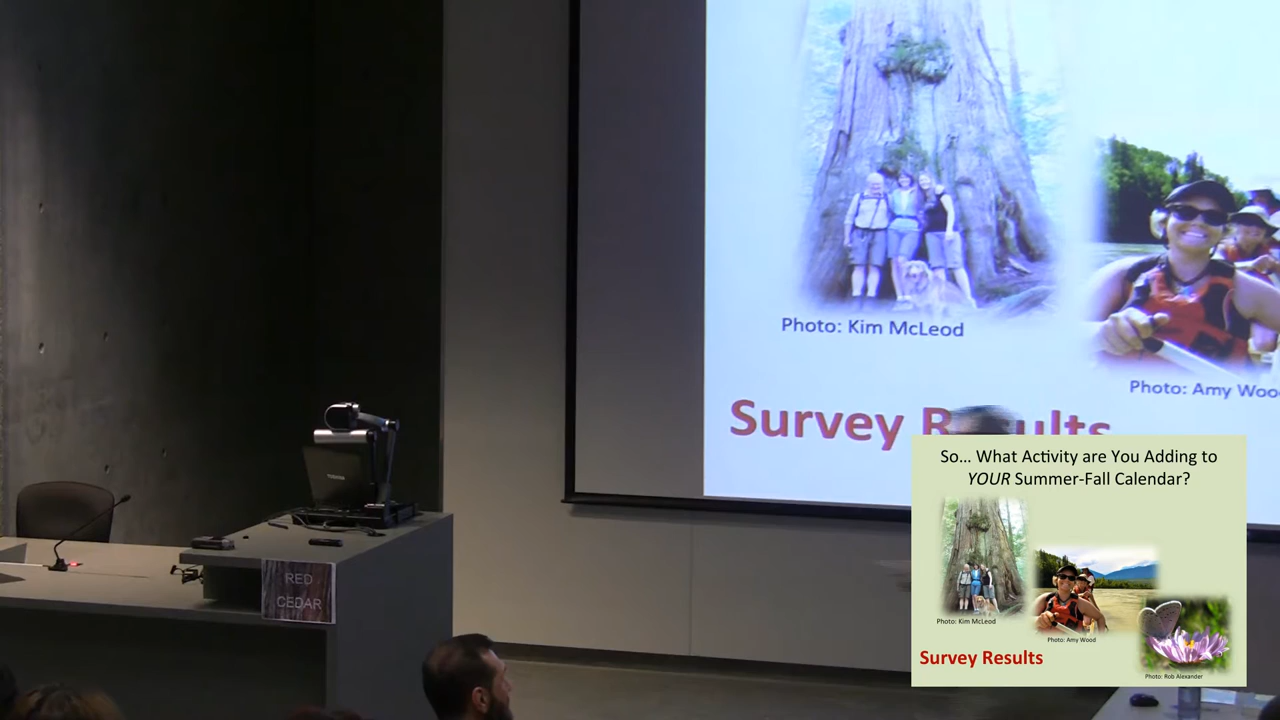 Photo: Kim McLeod
Photo: Amy Woo
Survey Results
RED
CEDAR
So... What Activity are You Adding to
YOUR Summer-Fall Calendar?
Photo: Kim McLeod
Photo: Amy Wood
Survey Results
Photo: Rob Alexander